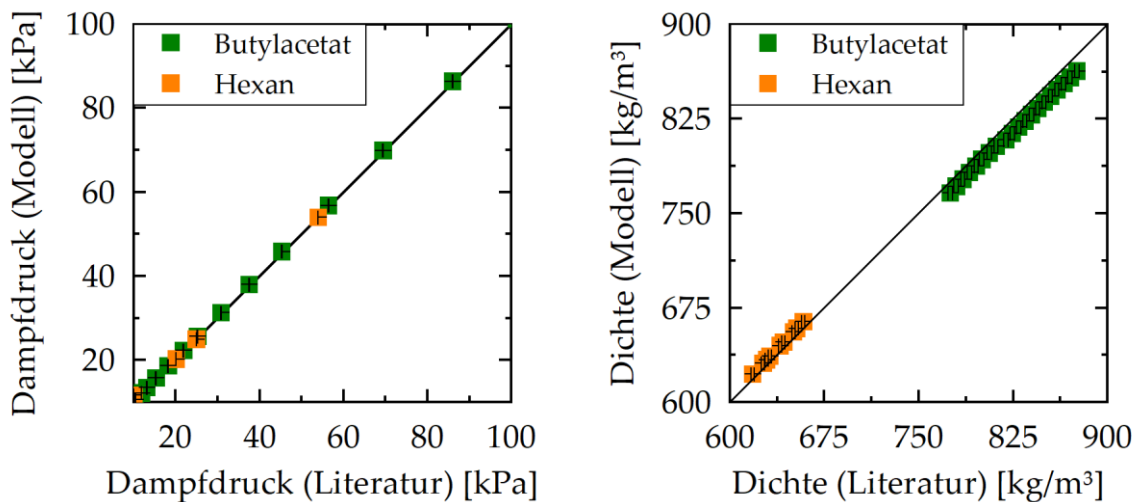 Dampfdruck (Modell) [kPa]
100
80
60
40
20
Butylacetat
Hexan
20 40 60 80 100
Dampfdruck (Literatur) [kPa]
Dichte (Modell) [kg/m³]
900
825
750
675
600
Butylacetat
Hexan
600 675 750 825 900
Dichte (Literatur) [kg/m³]